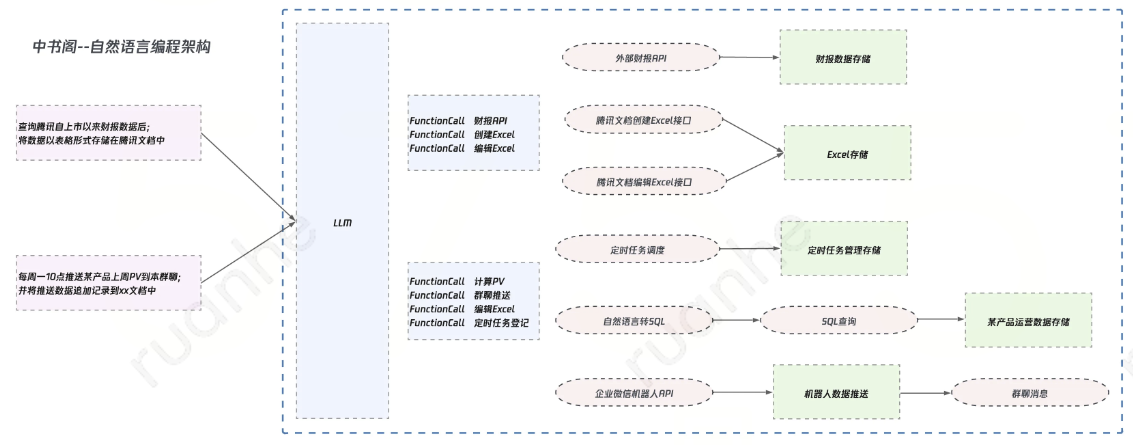 中书阁--自然语言编程架构
查询腾讯自上市以来财报数据后;
将数据以表格形式存储在腾讯文档中
每周一10点推送某产品上周PV到本群聊;
并将推送数据追加记录到xx文档中
LLM
FunctionCall 财报API
FunctionCall 创建Excel
FunctionCall 编辑Excel
FunctionCall 计算PV
FunctionCall 群聊推送
FunctionCall 编辑Excel
FunctionCall 定时任务登记
外部财报API
财报数据存储
腾讯文档创建Excel接口
腾讯文档编辑Excel接口
Excel存储
定时任务调度
定时任务管理存储
自然语言转SQL
SQL查询
某产品运营数据存储
企业微信机器人API
机器人数据推送
群聊消息
ruanhe
ruanhe